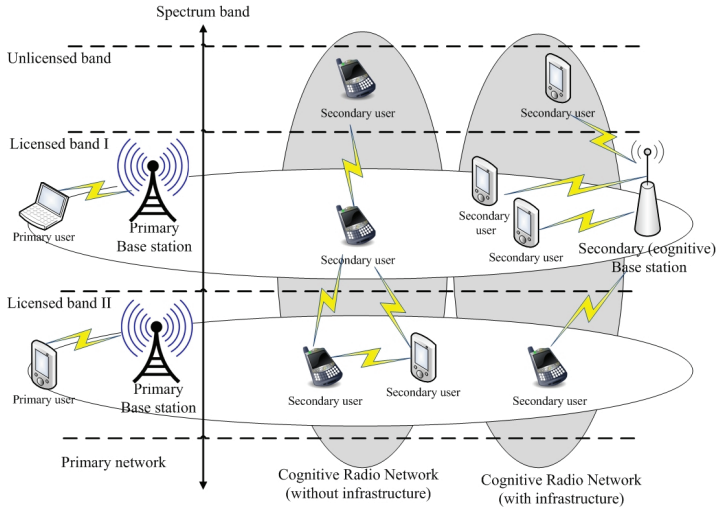 Spectrum band
Unlicensed band
Secondary user
Secondary user
Licensed band I
Primary user
Primary
Base station
Secondary user
Secondary
user
Secondary user
Secondary (cognitive)
Base station
Licensed band II
Primary user
Primary
Base station
Secondary user
Secondary user
Secondary user
Primary network
Cognitive Radio Network
(without infrastructure)
Cognitive Radio Network
(with infrastructure)